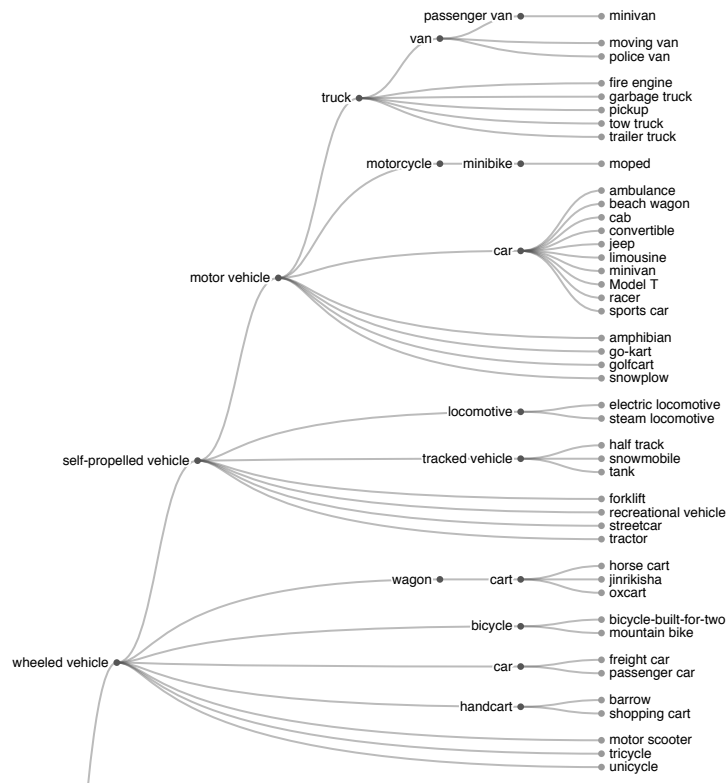 passenger van
minivan
van
moving van
police van
fire engine
truck
garbage truck
pickup
tow truck
trailer truck
motorcycle
minibike
moped
ambulance
beach wagon
cab
convertible
jeep
car
limousine
minivan
motor vehicle
Model T
racer
sports car
amphibian
go-kart
golfcart
snowplow
electric locomotive
locomotive
steam locomotive
half track
self-propelled vehicle
tracked vehicle
snowmobile
tank
forklift
recreational vehicle
streetcar
tractor
horse cart
wagon
cart
jinrikisha
oxcart
bicycle-built-for-two
bicycle
mountain bike
freight car
wheeled vehicle
car
passenger car
barrow
handcart
shopping cart
motor scooter
tricycle
unicycle